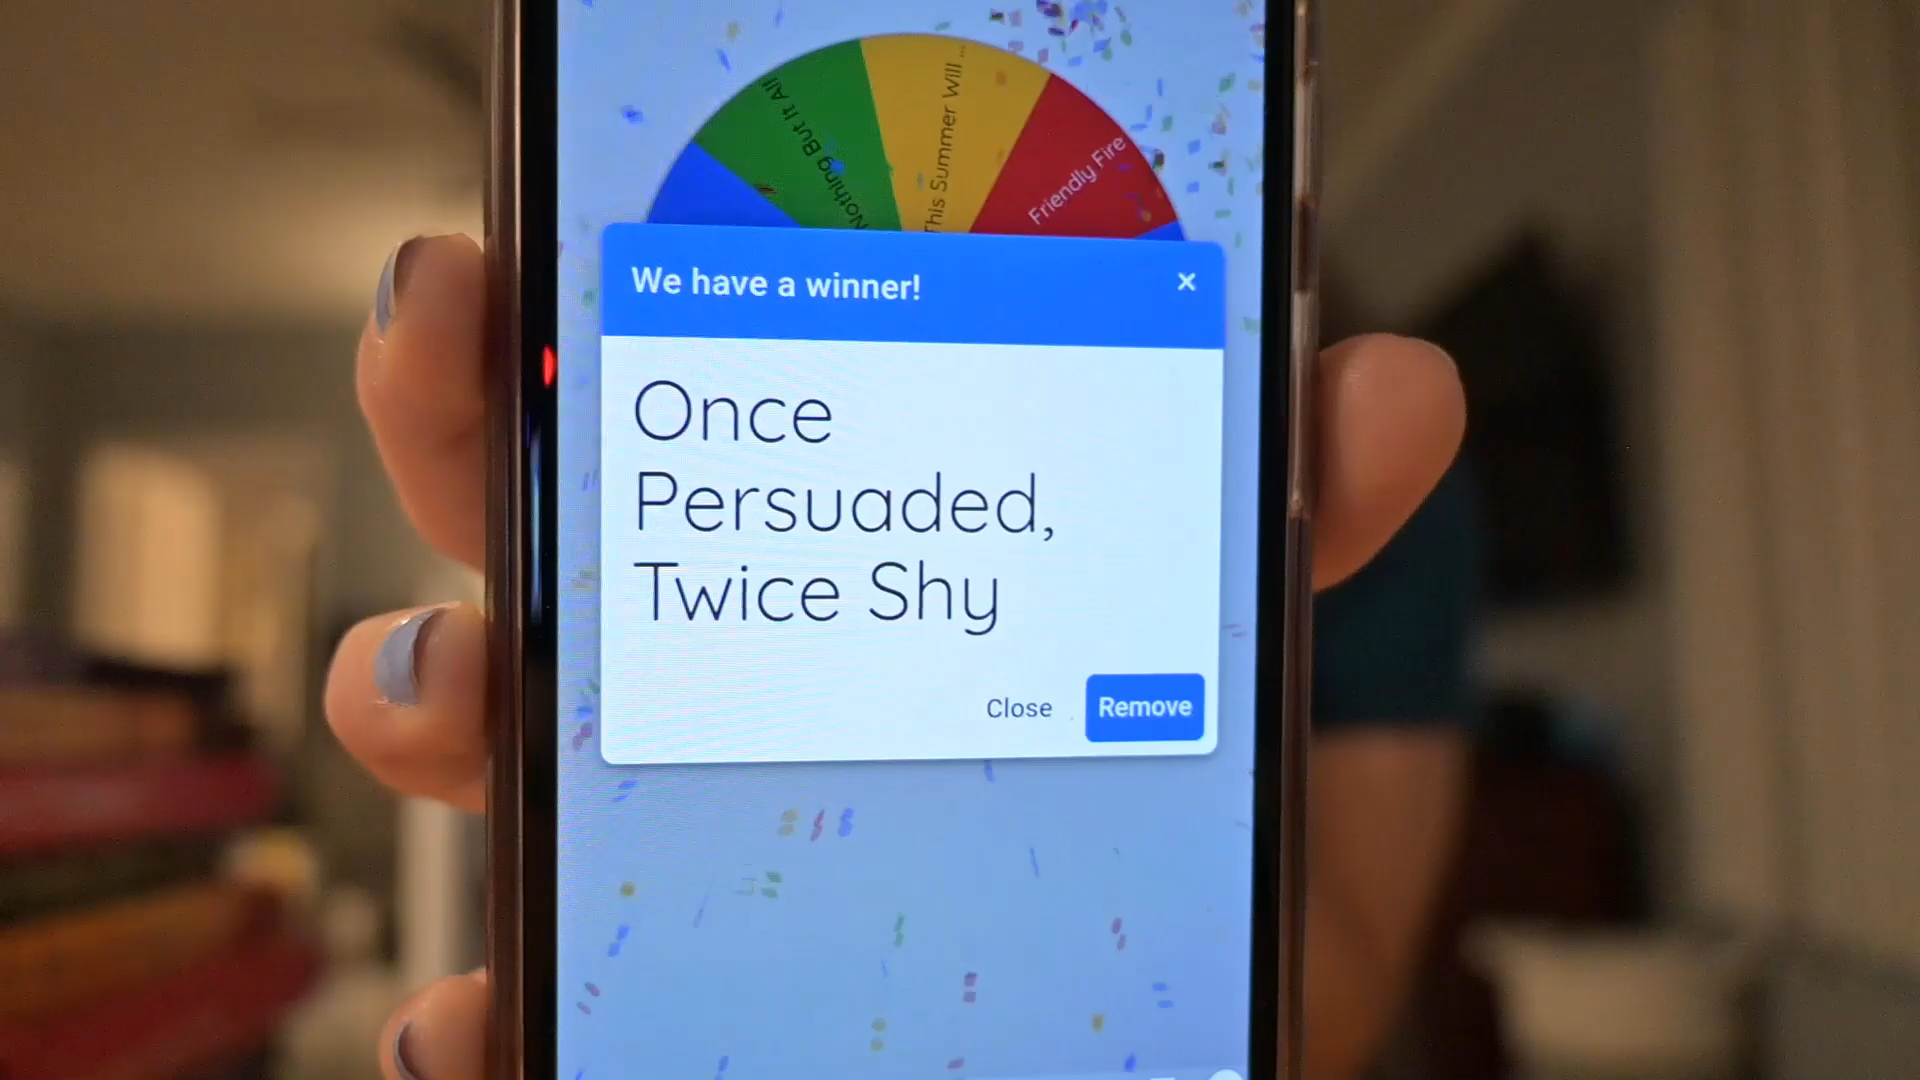 Nothing But It All
This Summer Will ...
Friendly Fire
We have a winner!
×
Once
Persuaded,
Twice Shy
Close
Remove